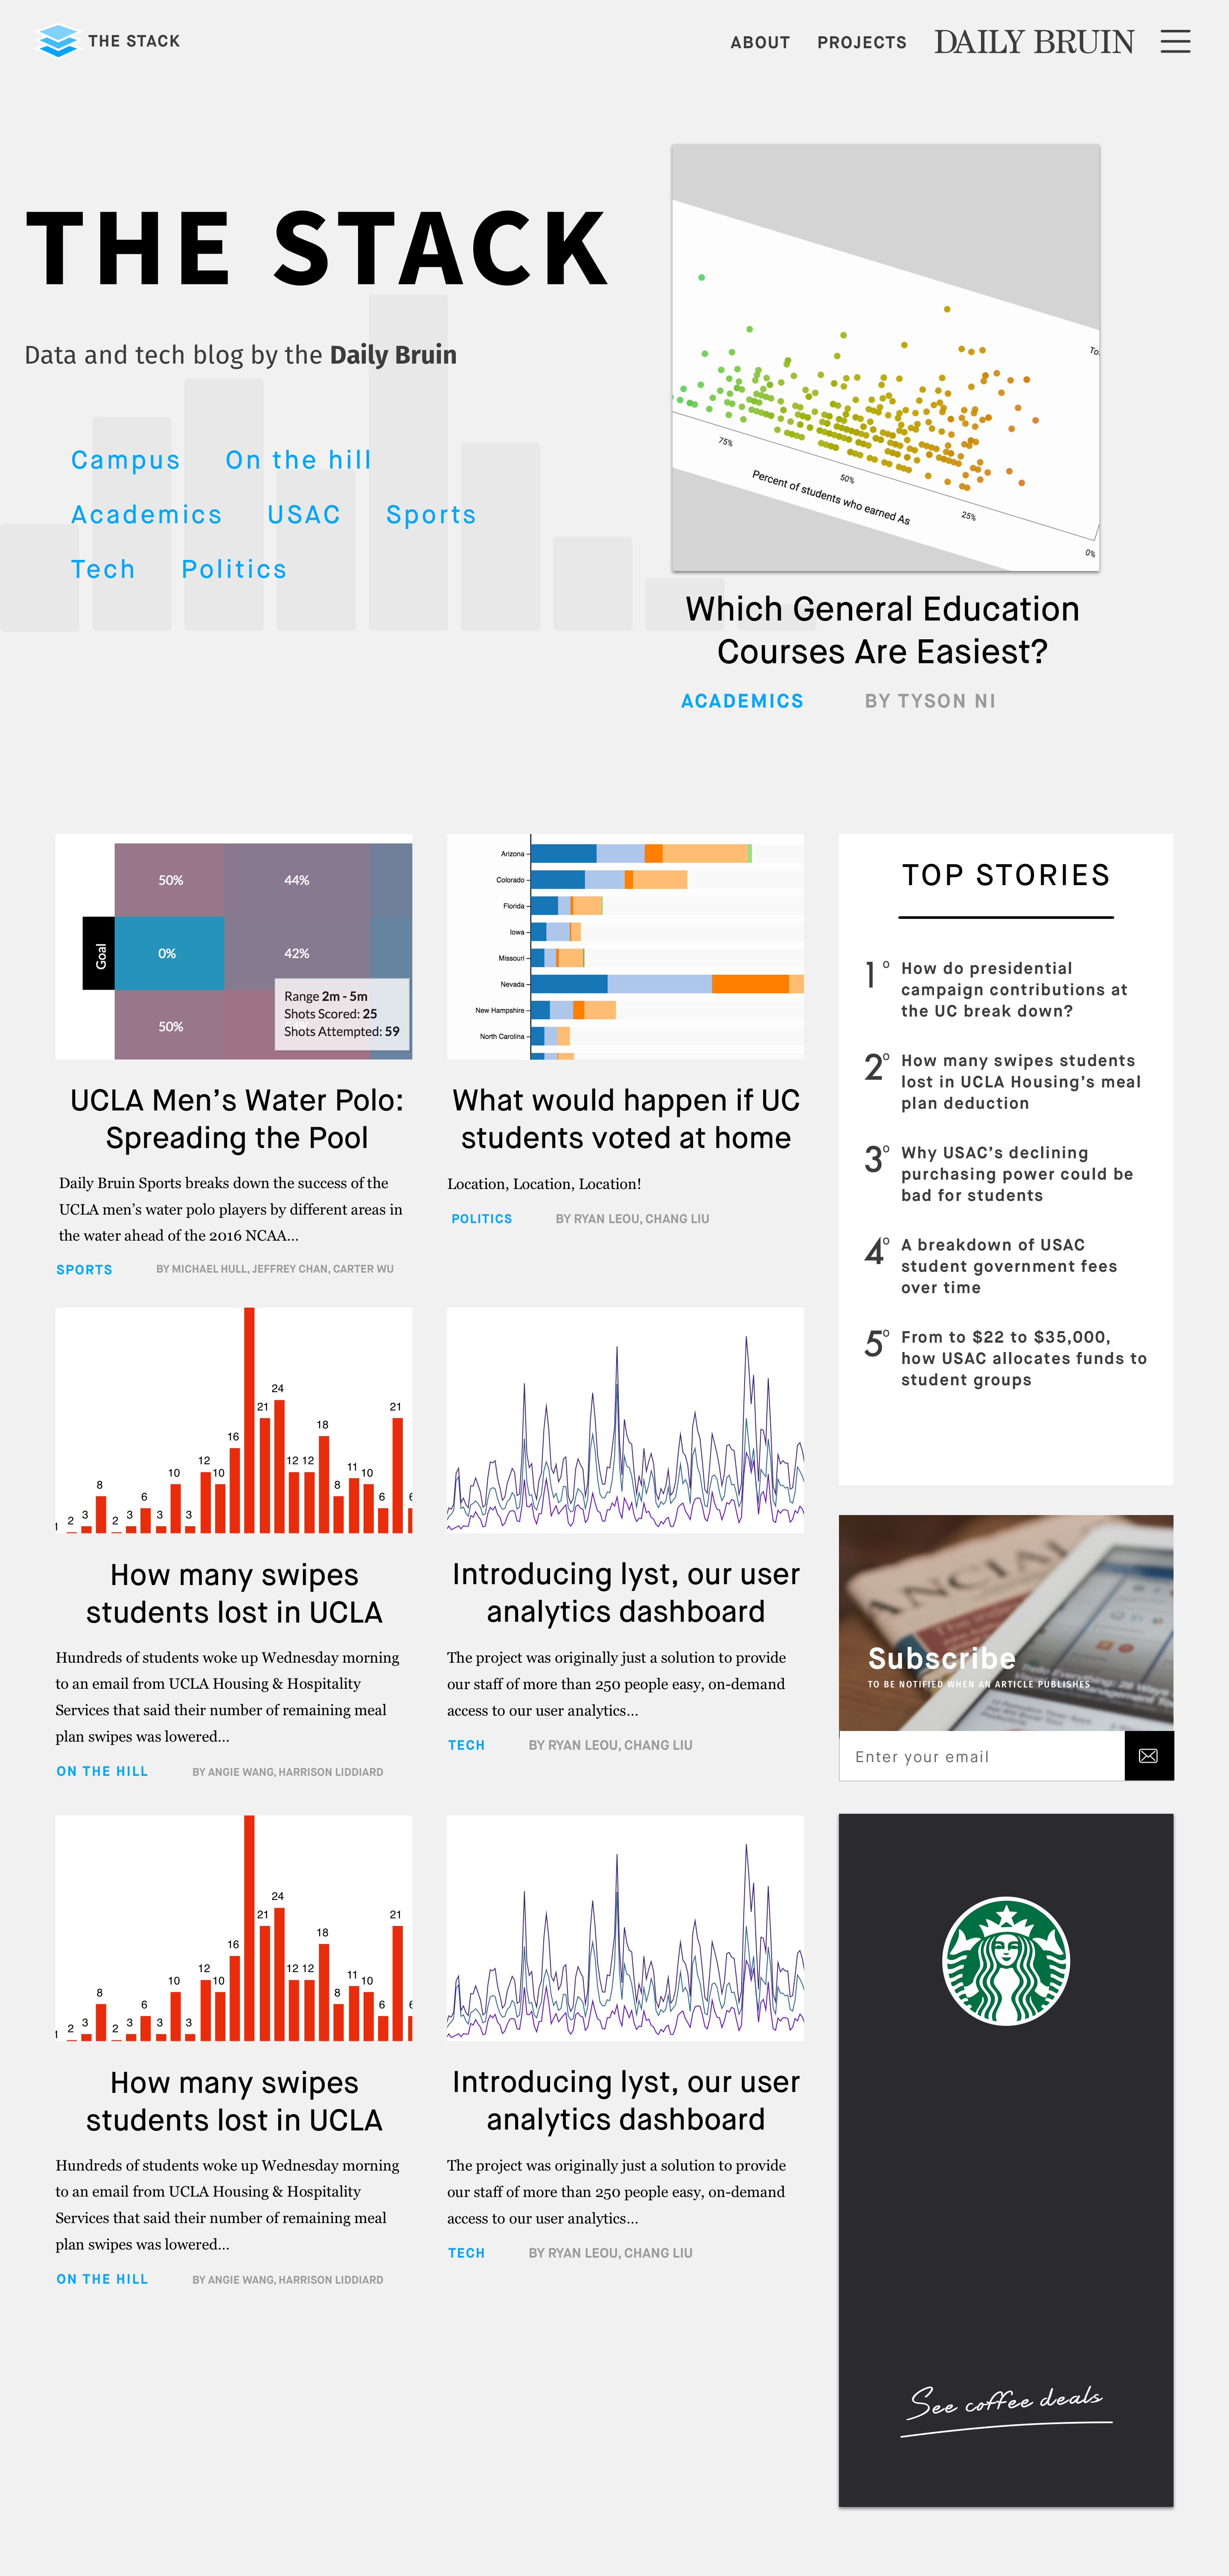 THE STACK
ABOUT PROJECTS DAILY BRUIN
THE STACK
Data and tech blog by the Daily Bruin
Campus On the hill
Academics USAC Sports
Tech Politics
75%
50%
25%
0%
Percent of students who earned As
Which General Education
Courses Are Easiest?
ACADEMICS BY TYSON NI
50% 44%
Goal 0% 42%
50%
Range 2m - 5m
Shots Scored: 25
Shots Attempted: 59
UCLA Men’s Water Polo:
Spreading the Pool
Daily Bruin Sports breaks down the success of the
UCLA men’s water polo players by different areas in
the water ahead of the 2016 NCAA...
SPORTS BY MICHAEL HULL, JEFFREY CHAN, CARTER WU
Arizona
Colorado
Florida
Iowa
Missouri
Nevada
New Hampshire
North Carolina
What would happen if UC
students voted at home
Location, Location, Location!
POLITICS BY RYAN LEOU, CHANG LIU
TOP STORIES
1º How do presidential
campaign contributions at
the UC break down?
2º How many swipes students
lost in UCLA Housing’s meal
plan deduction
3º Why USAC’s declining
purchasing power could be
bad for students
4º A breakdown of USAC
student government fees
over time
5º From to $22 to $35,000,
how USAC allocates funds to
student groups
1 2 3 8 2 3 6 3 10 3 12 10 16 21 24 12 12 18 8 11 10 6 21
How many swipes
students lost in UCLA
Hundreds of students woke up Wednesday morning
to an email from UCLA Housing & Hospitality
Services that said their number of remaining meal
plan swipes was lowered...
ON THE HILL BY ANGIE WANG, HARRISON LIDDIARD
Introducing lyst, our user
analytics dashboard
The project was originally just a solution to provide
our staff of more than 250 people easy, on-demand
access to our user analytics...
TECH BY RYAN LEOU, CHANG LIU
Subscribe
TO BE NOTIFIED WHEN AN ARTICLE PUBLISHES
Enter your email
1 2 3 8 2 3 6 3 10 3 12 10 16 21 24 12 12 18 8 11 10 6 21
How many swipes
students lost in UCLA
Hundreds of students woke up Wednesday morning
to an email from UCLA Housing & Hospitality
Services that said their number of remaining meal
plan swipes was lowered...
ON THE HILL BY ANGIE WANG, HARRISON LIDDIARD
Introducing lyst, our user
analytics dashboard
The project was originally just a solution to provide
our staff of more than 250 people easy, on-demand
access to our user analytics...
TECH BY RYAN LEOU, CHANG LIU
See coffee deals